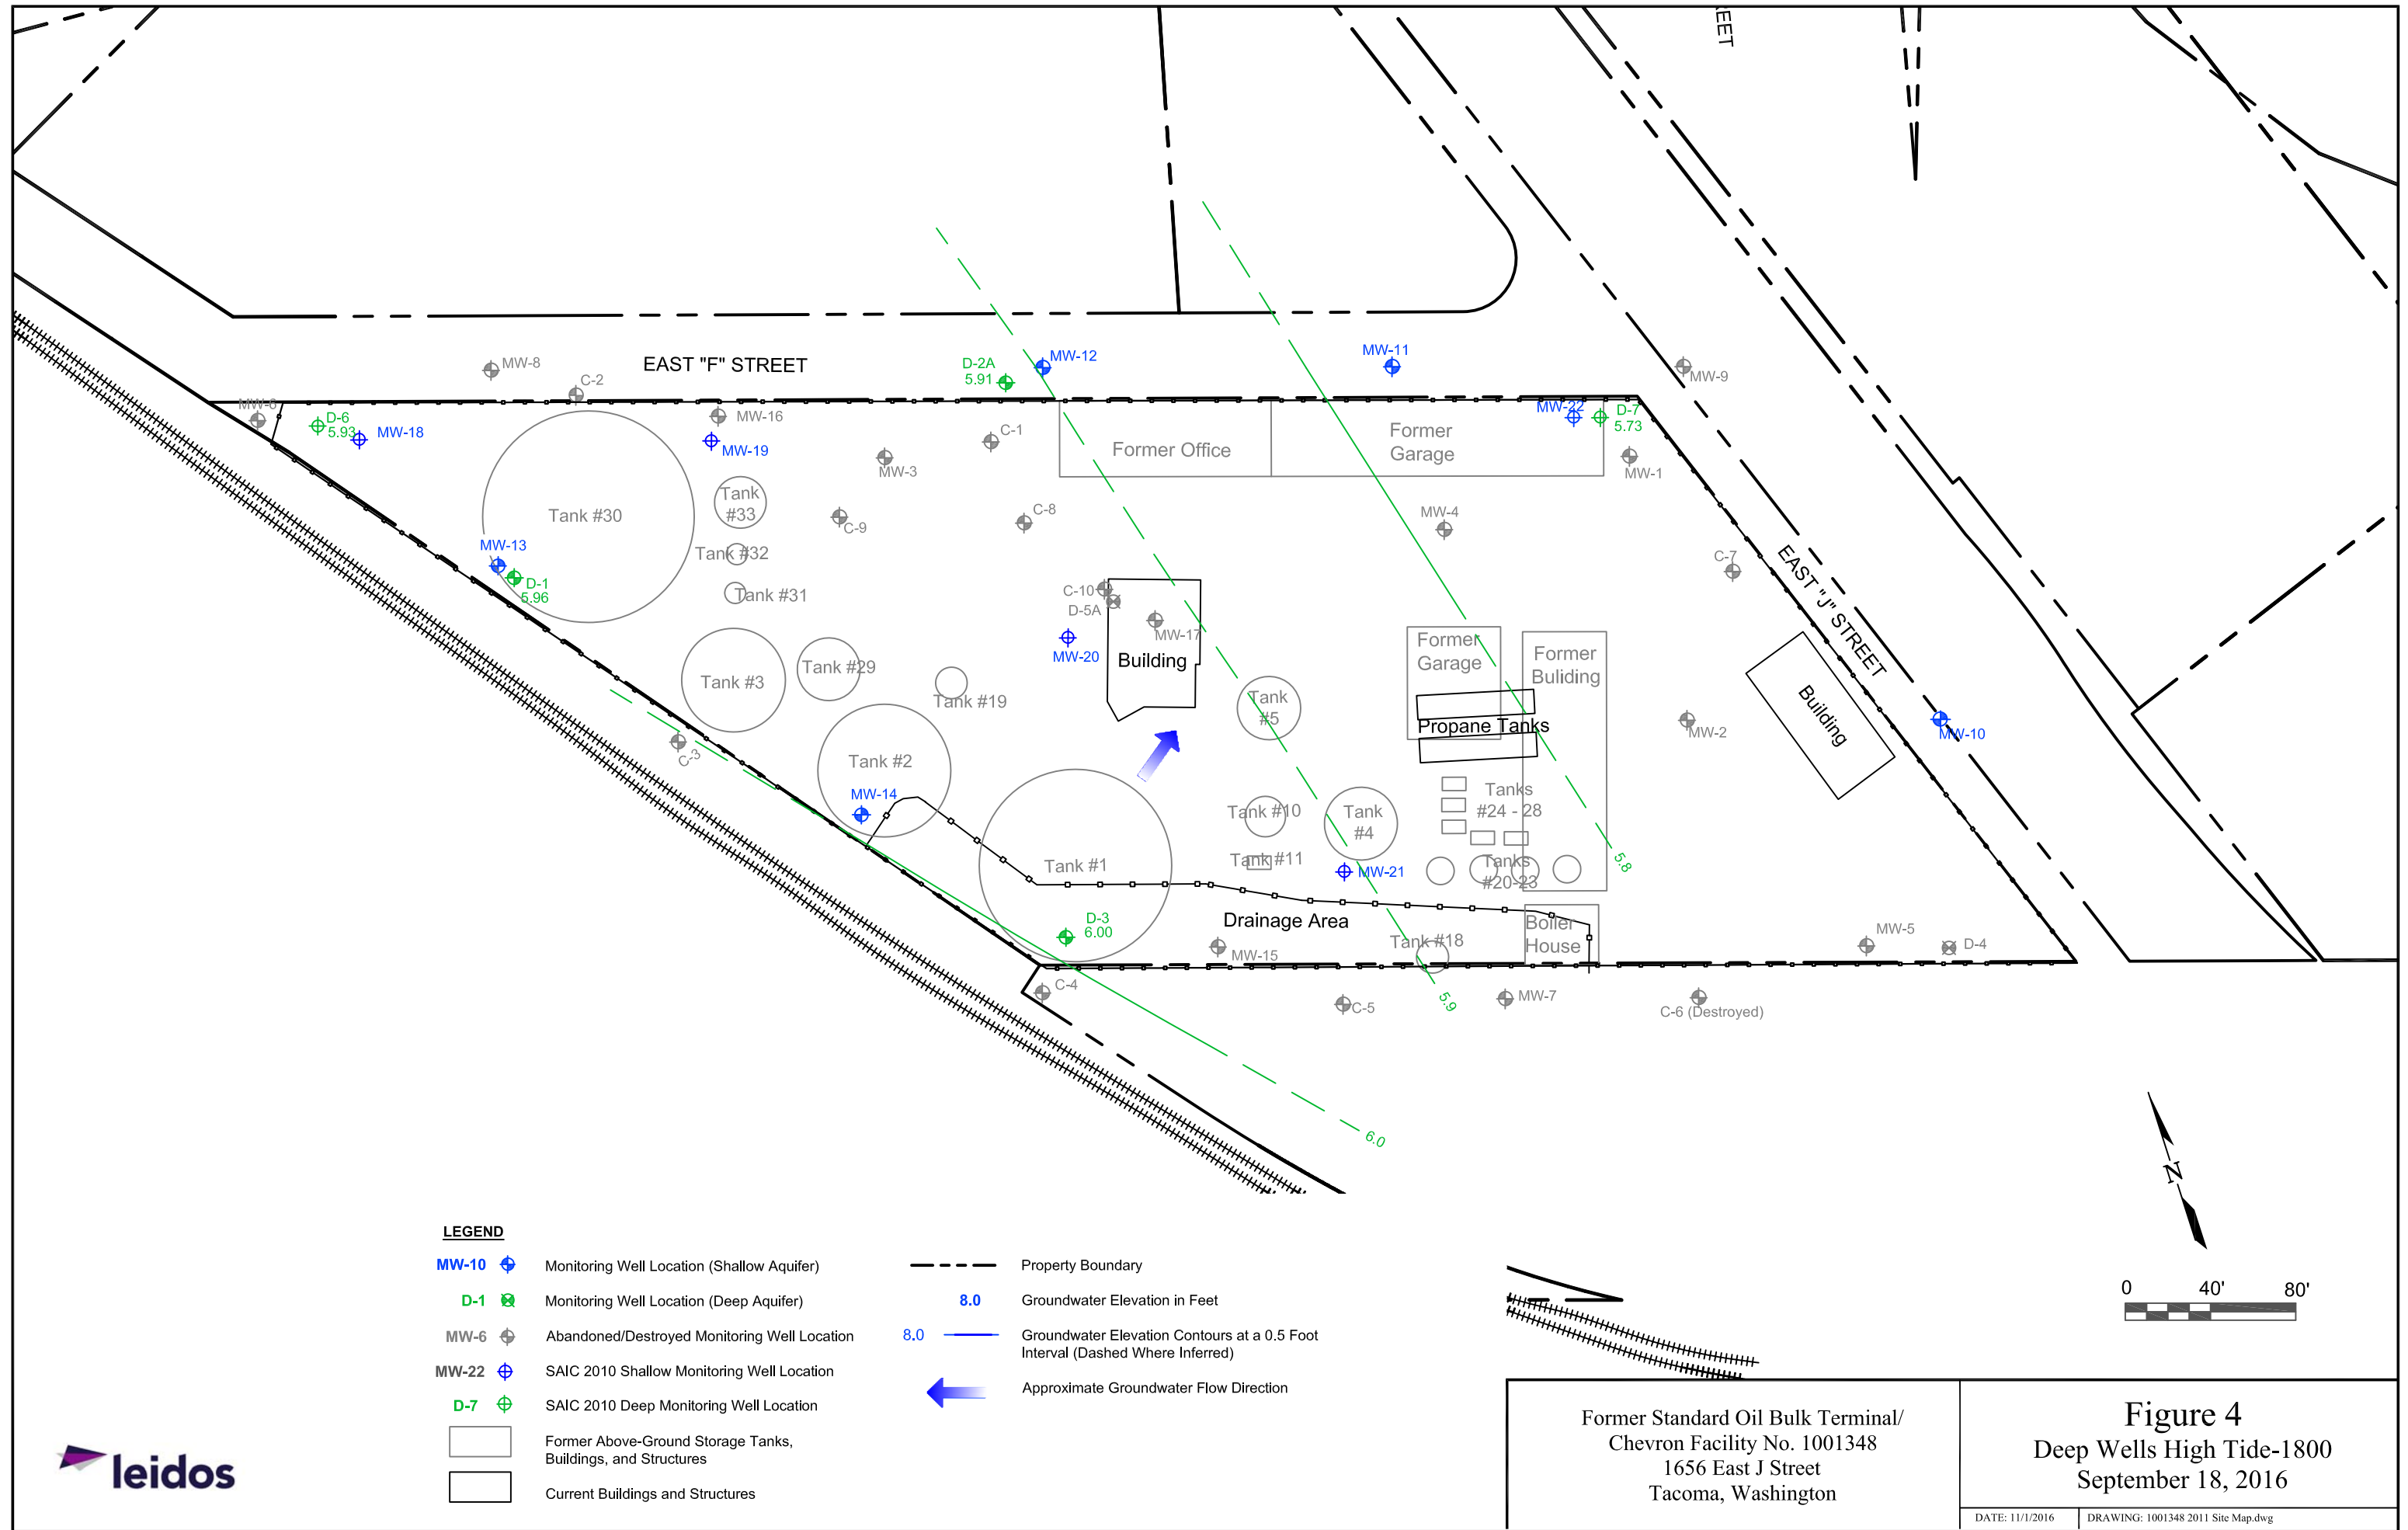 REET
EAST "F" STREET
MW-8
C-2
MW-6
D-6
5.93
MW-18
MW-16
MW-19
D-2A
5.91
MW-12
MW-11
MW-9
MW-22
D-7
5.73
MW-1
C-1
MW-3
Former Office
Former
Garage
Tank #30
Tank
#33
C-9
C-8
MW-4
Tank #32
MW-13
D-1
5.96
Tank #31
C-10
D-5A
MW-17
C-7
EAST "J" STREET
MW-20
Building
Former
Garage
Former
Buliding
Tank #3
Tank #29
Tank #19
Tank
#5
Propane Tanks
Building
MW-2
MW-10
C-3
Tank #2
MW-14
Tanks
#24 - 28
Tank #10
Tank
#4
Tank #1
Tank #11
MW-21
Tanks
#20-23
5.8
D-3
6.00
Drainage Area
MW-15
Tank #18
Boiler
House
MW-5
D-4
C-4
C-5
5.9
MW-7
C-6 (Destroyed)
6.0
N
LEGEND
MW-10 Monitoring Well Location (Shallow Aquifer)
D-1 Monitoring Well Location (Deep Aquifer)
MW-6 Abandoned/Destroyed Monitoring Well Location
MW-22 SAIC 2010 Shallow Monitoring Well Location
D-7 SAIC 2010 Deep Monitoring Well Location
Former Above-Ground Storage Tanks,
Buildings, and Structures
Current Buildings and Structures
Property Boundary
8.0 Groundwater Elevation in Feet
8.0 Groundwater Elevation Contours at a 0.5 Foot
Interval (Dashed Where Inferred)
Approximate Groundwater Flow Direction
0 40' 80'
leidos
Former Standard Oil Bulk Terminal/
Chevron Facility No. 1001348
1656 East J Street
Tacoma, Washington
Figure 4
Deep Wells High Tide-1800
September 18, 2016
DATE: 11/1/2016
DRAWING: 1001348 2011 Site Map.dwg